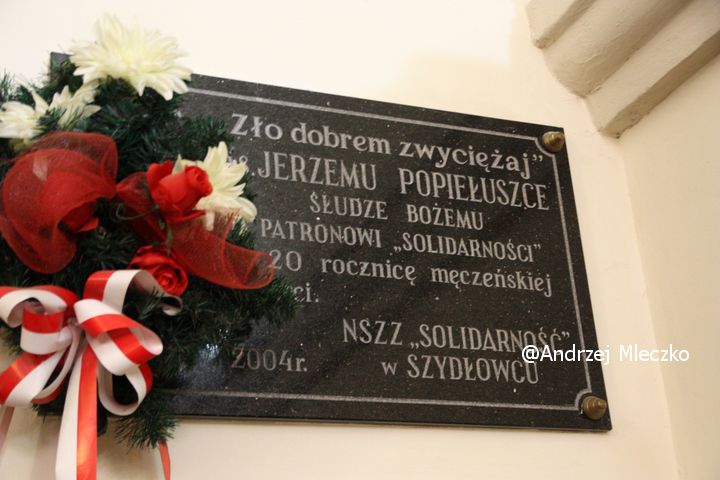 Zło dobrem zwyciężaj”
JERZEMU POPIEŁUSZCE
SŁUDZE BOŻEMU
PATRONOWI „SOLIDARNOŚCI”
20 rocznicę męczeńskiej
NSZZ „SOLIDARNOŚĆ”
2004r. w SZYDŁOWCU
@Andrzej Mleczko